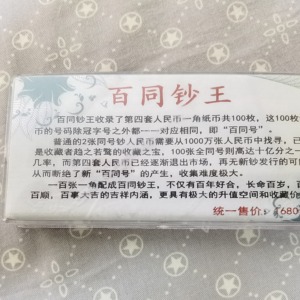 百同钞王
百同钞王收录了第四套人民币一角纸币共100枚，这100枚
币的号码除冠字号之外都一一对应相同，即“百同号”。
普通的2张同号钞人民币需要从1000万张人民币中找寻，已
是收藏者趋之若鹜的收藏之宝，100张全同号则高达十亿分之一
几率，而第四套人民币已经逐渐退出市场，再无新钞发行的可
从而断绝了新“百同号”的产生，收集难度极大。
一百张一角配成百同钞王，不仅有百年好合，长命百岁，百
百顺，百事大吉的吉祥内涵，更具有极大的升值空间和收藏价
统一售价：680